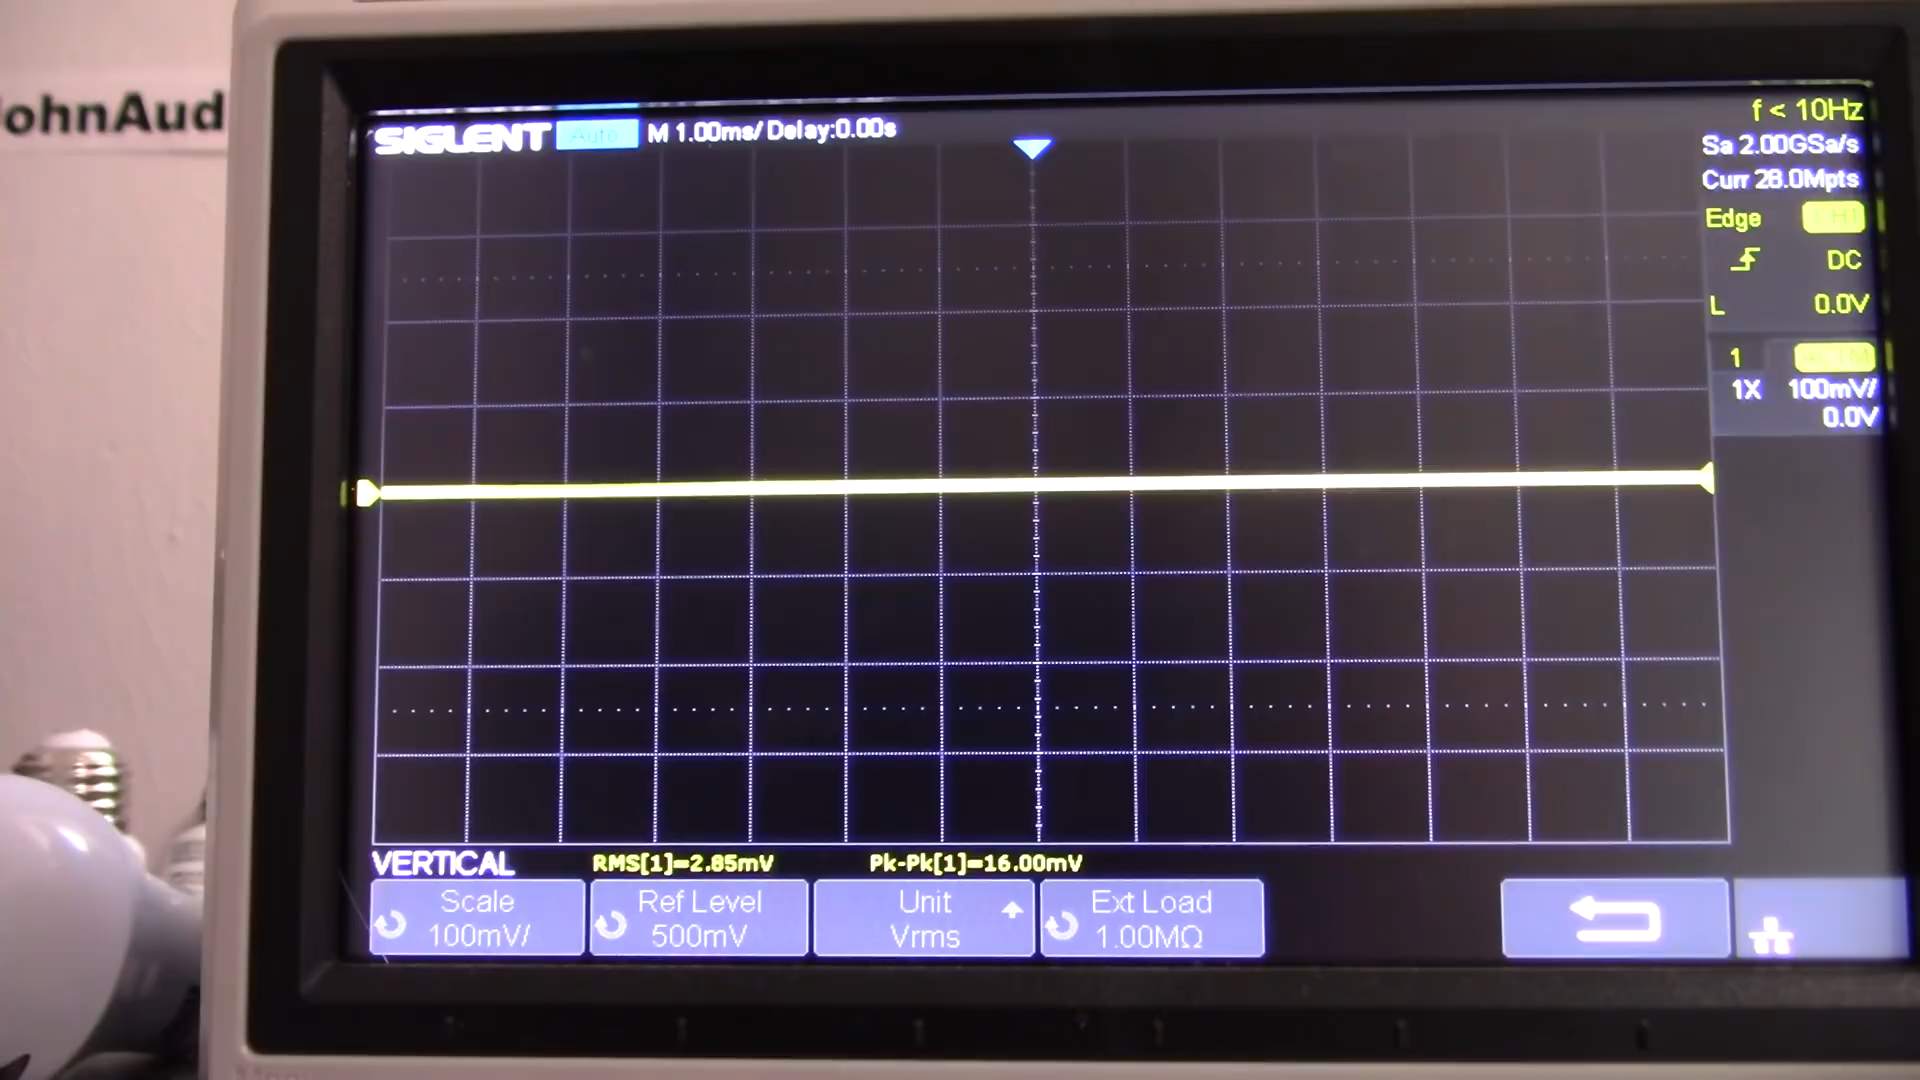 ohnAud
SIGLENT Auto M 1.00ms/ Delay:0.00s
f < 10Hz
Sa 2.00GSa/s
Curr 28.0Mpts
Edge CH1
DC
L 0.0V
1
1X 100mV/
0.0V
VERTICAL RMS[1]=2.85mV Pk-Pk[1]=16.00mV
Scale
100mV/
Ref Level
500mV
Unit
Vrms
Ext Load
1.00MΩ